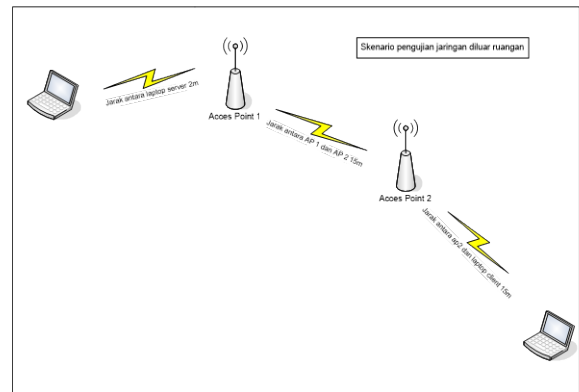 Skenario pengujian jaringan diluar ruangan
Jarak antara laptop server 2m
Acces Point 1
Jarak antara AP 1 dan AP 2 15m
Acces Point 2
Jarak antara ap2 dan laptop client 15m